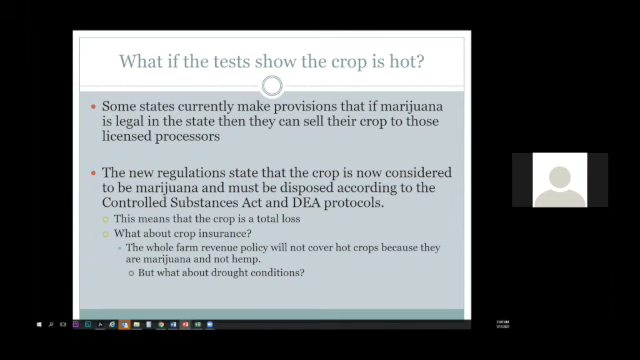 What if the tests show the crop is hot?
Some states currently make provisions that if marijuana
is legal in the state then they can sell their crop to those
licensed processors
The new regulations state that the crop is now considered
to be marijuana and must be disposed according to the
Controlled Substances Act and DEA protocols.
This means that the crop is a total loss
What about crop insurance?
The whole farm revenue policy will not cover hot crops because they
are marijuana and not hemp.
But what about drought conditions?